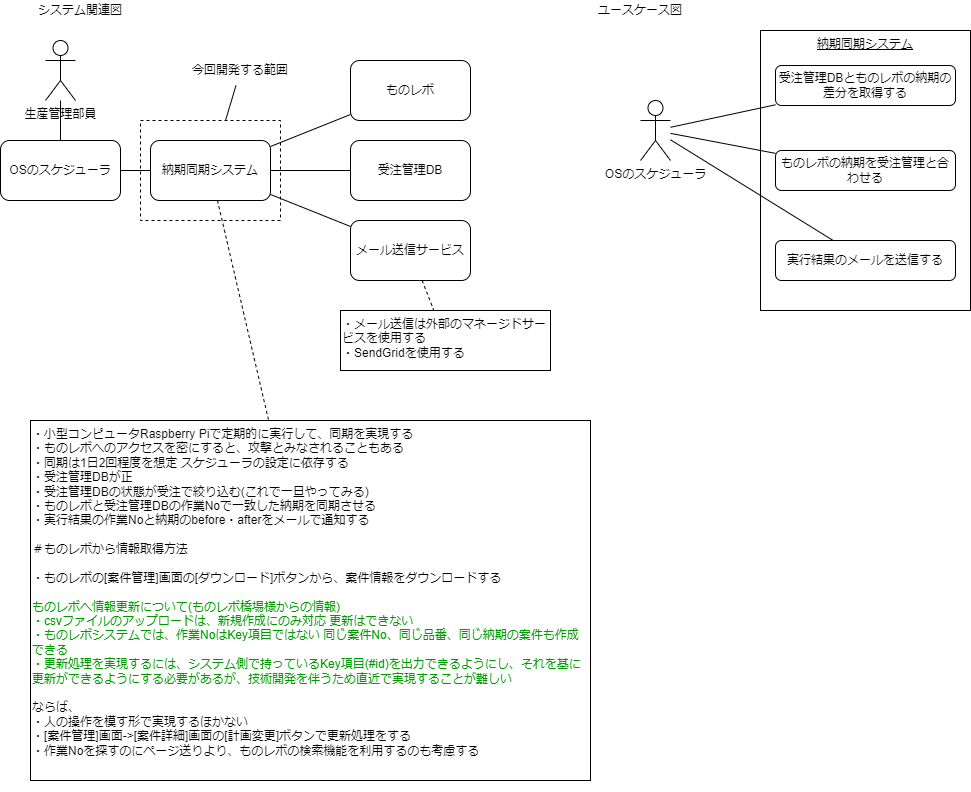 システム関連図
生産管理部員
今回開発する範囲
OSのスケジューラ
納期同期システム
ものレボ
受注管理DB
メール送信サービス
・メール送信は外部のマネージドサー
ビスを使用する
・SendGridを使用する
・小型コンピュータRaspberry Piで定期的に実行して、同期を実現する
・ものレボへのアクセスを密にすると、攻撃とみなされることもある
・同期は1日2回程度を想定 スケジューラの設定に依存する
・受注管理DBが正
・受注管理DBの状態が受注で絞り込む(これで一旦やってみる)
・ものレボと受注管理DBの作業Noで一致した納期を同期させる
・実行結果の作業Noと納期のbefore・afterをメールで通知する
＃ものレボから情報取得方法
・ものレボの[案件管理]画面の[ダウンロード]ボタンから、案件情報をダウンロードする
ものレボへ情報更新について(ものレボ橋場様からの情報)
・csvファイルのアップロードは、新規作成にのみ対応 更新はできない
・ものレボシステムでは、作業NoはKey項目ではない 同じ案件No、同じ品番、同じ納期の案件も作成
できる
・更新処理を実現するには、システム側で持っているKey項目(#id)を出力できるようにし、それを基に
更新ができるようにする必要があるが、技術開発を伴うため直近で実現することが難しい
ならば、
・人の操作を模す形で実現するほかない
・[案件管理]画面->[案件詳細]画面の[計画変更]ボタンで更新処理をする
・作業Noを探すのにページ送りより、ものレボの検索機能を利用するのも考慮する
ユースケース図
納期同期システム
OSのスケジューラ
受注管理DBとものレボの納期の
差分を取得する
ものレボの納期を受注管理と合
わせる
実行結果のメールを送信する